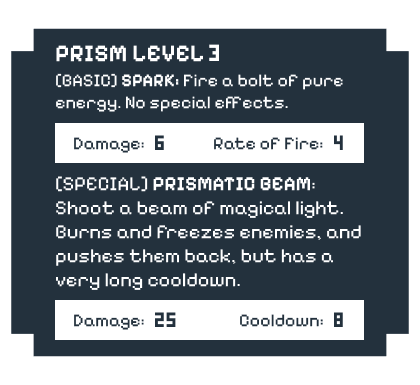 PRISM LEVEL 3
(BASIC) SPARK: Fire a bolt of pure
energy. No special effects.
Damage: 6 Rate of Fire: 4
(SPECIAL) PRISMATIC BEAM:
Shoot a beam of magical light.
Burns and freezes enemies, and
pushes them back, but has a
very long cooldown.
Damage: 25 Cooldown: 8